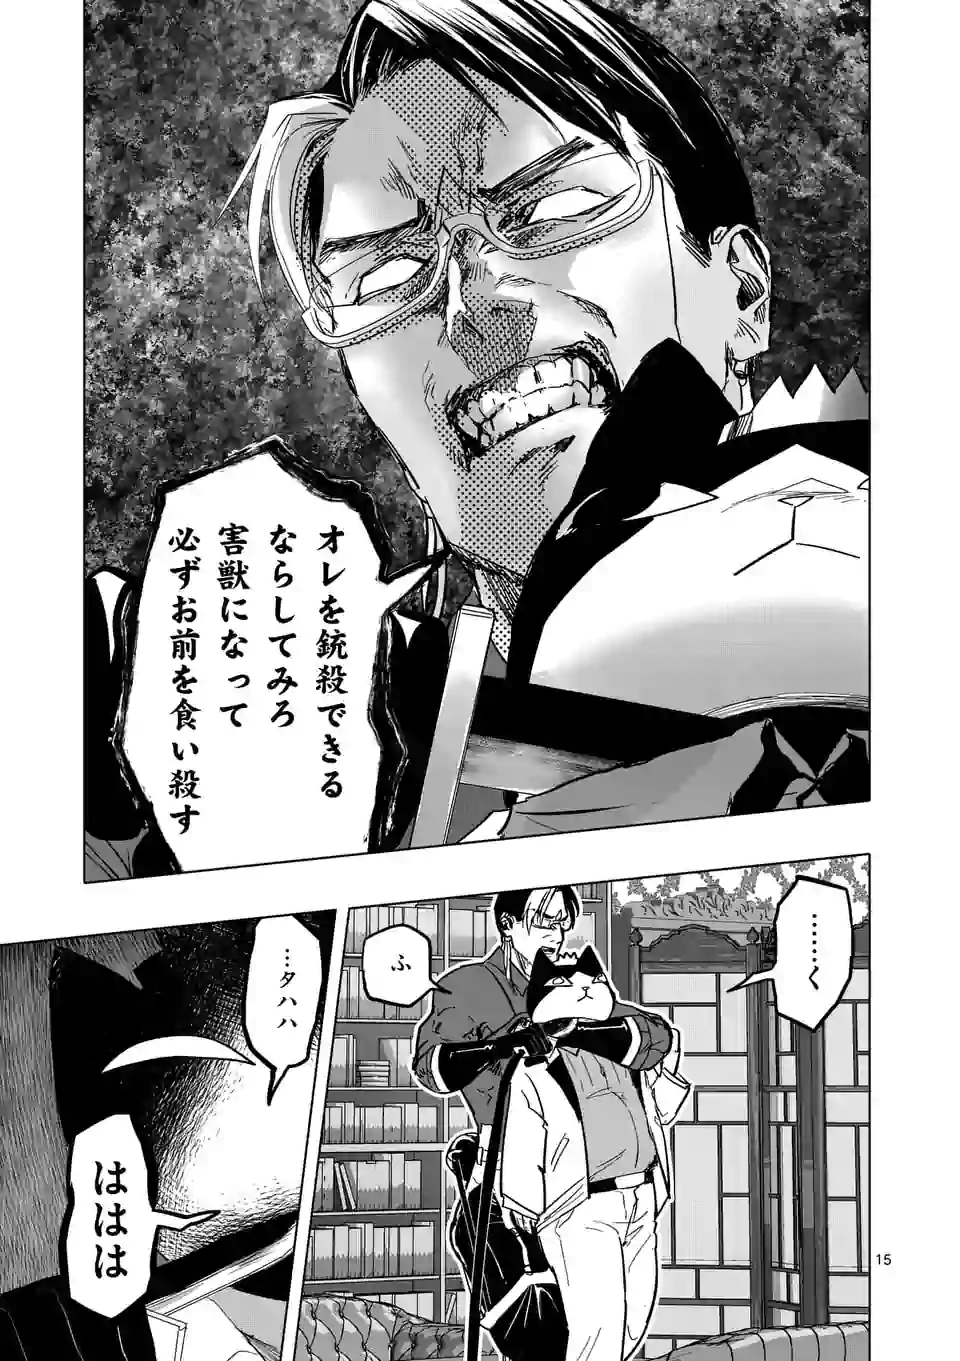 オレを銃殺できる
ならしてみろ
害獣になって
必ずお前を食い殺す
……く
ふ
…タハハ
ははは
15